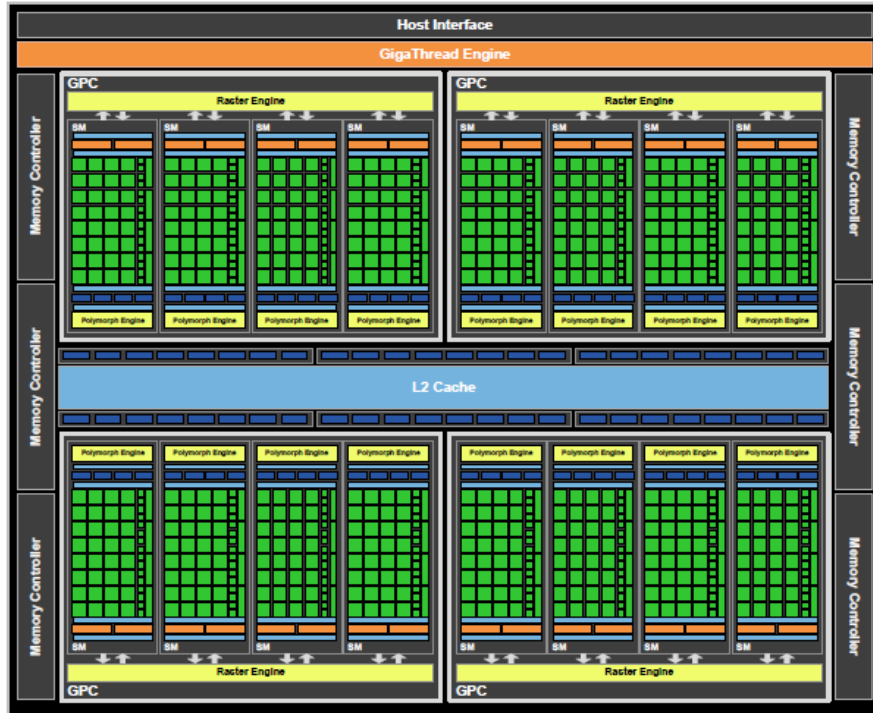 Host Interface
GigaThread Engine
GPC
GPC
Raster Engine
Raster Engine
SM SM SM SM
SM SM SM SM
Memory Controller
Memory Controller
Polymorph Engine Polymorph Engine Polymorph Engine Polymorph Engine
Polymorph Engine Polymorph Engine Polymorph Engine Polymorph Engine
Memory Controller
L2 Cache
Memory Controller
Polymorph Engine Polymorph Engine Polymorph Engine Polymorph Engine
Polymorph Engine Polymorph Engine Polymorph Engine Polymorph Engine
Memory Controller
Memory Controller
SM SM SM SM
SM SM SM SM
Raster Engine
Raster Engine
GPC
GPC